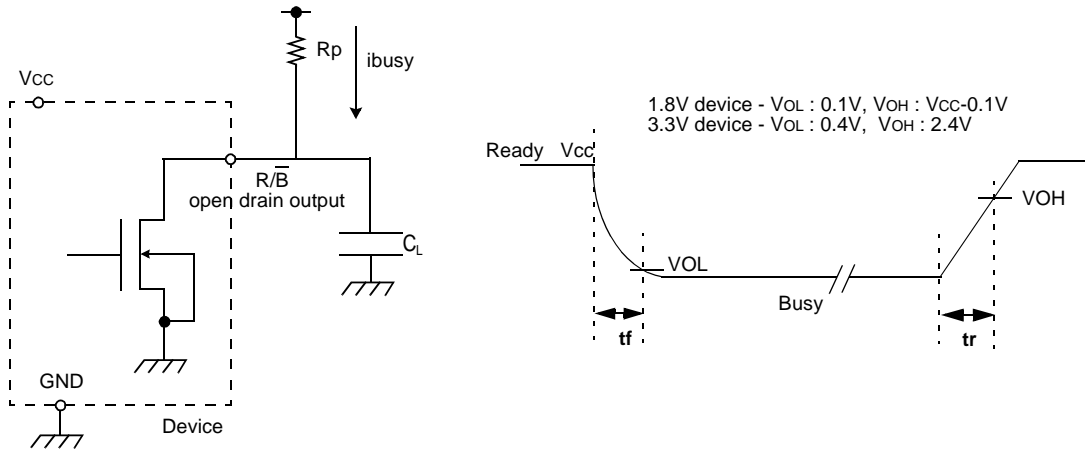 Rp
ibusy
VCC
R/B̅
open drain output
CL
GND
Device
1.8V device - VOL : 0.1V, VOH : VCC-0.1V
3.3V device - VOL : 0.4V, VOH : 2.4V
Ready Vcc
VOH
VOL
Busy
tf
tr